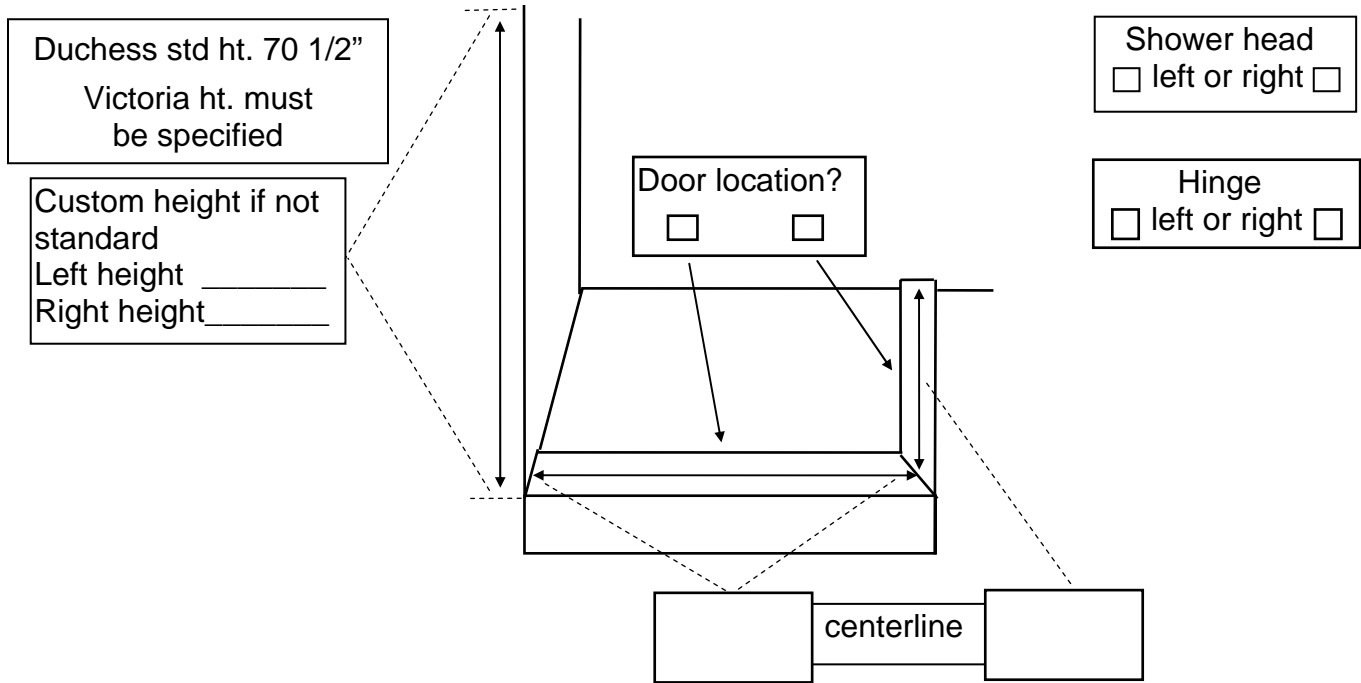 Duchess std ht. 70 1/2”
Victoria ht. must
be specified
Custom height if not
standard
Left height _______
Right height_______
Door location?
Shower head
□ left or right □
Hinge
□ left or right □
centerline